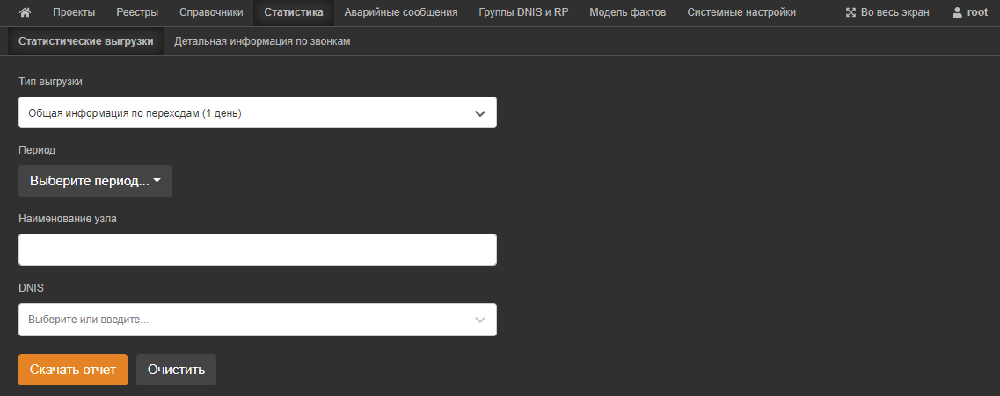 Проекты Реестры Справочники Статистика Аварийные сообщения Группы DNIS и RP Модель фактов Системные настройки Во весь экран root
Статистические выгрузки Детальная информация по звонкам
Тип выгрузки
Общая информация по переходам (1 день)
Период
Выберите период...
Наименование узла
DNIS
Выберите или введите...
Скачать отчет Очистить